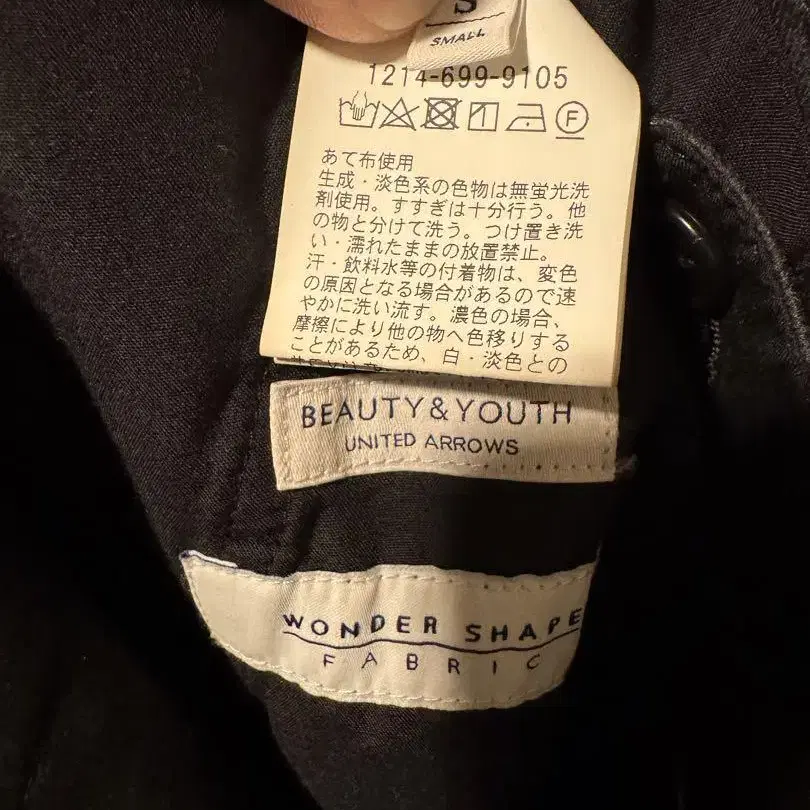 S
SMALL
1214-699-9105
F
あて布使用
生成・淡色系の色物は無蛍光洗
剤使用。すすぎは十分行う。他
の物と分けて洗う。つけ置き洗
い・濡れたままの放置禁止。
汗・飲料水等の付着物は、変色
の原因となる場合があるので速
やかに洗い流す。濃色の場合、
摩擦により他の物へ色移りする
ことがあるため、白・淡色との
BEAUTY&YOUTH
UNITED ARROWS
WONDER SHAPE
FABRIC